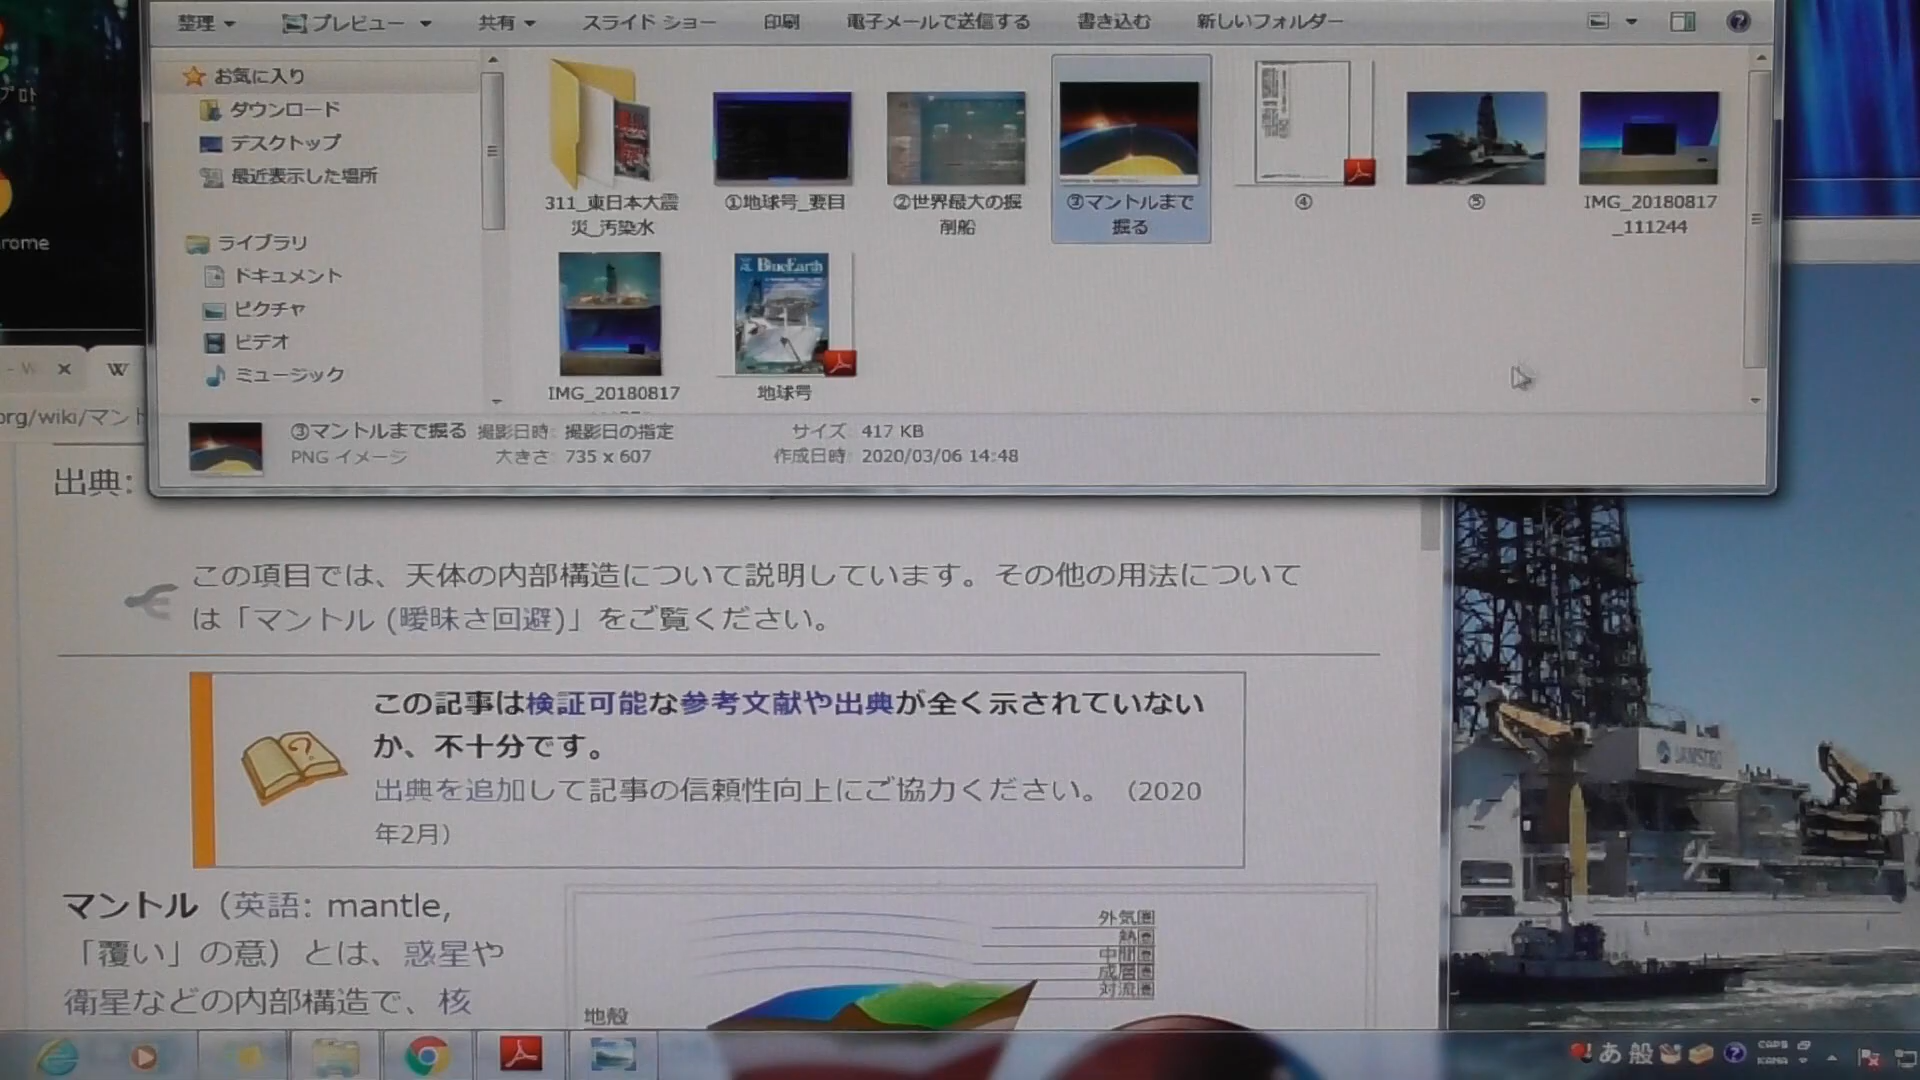 整理 プレビュー 共有 スライド ショー 印刷 電子メールで送信する 書き込む 新しいフォルダー
お気に入り
ダウンロード
デスクトップ
最近表示した場所
ライブラリ
ドキュメント
ピクチャ
ビデオ
ミュージック
311_東日本大震
災_汚染水
①地球号_要目
②世界最大の掘
削船
③マントルまで
掘る
④
⑤
IMG_20180817
_111244
IMG_20180817
BlueEarth
地球号
③マントルまで掘る 撮影日時: 撮影日の指定 サイズ: 417 KB
PNG イメージ 大きさ: 735 x 607 作成日時: 2020/03/06 14:48
rome
W
org/wiki/マント
出典:
この項目では、天体の内部構造について説明しています。その他の用法について
は「マントル (曖昧さ回避)」をご覧ください。
この記事は検証可能な参考文献や出典が全く示されていない
か、不十分です。
出典を追加して記事の信頼性向上にご協力ください。（2020
年2月）
マントル（英語: mantle,
「覆い」の意）とは、惑星や
衛星などの内部構造で、核
外気圏
熱圏
中間圏
成層圏
対流圏
地殻
JAMSTEC
あ 般
CAPS
KANA